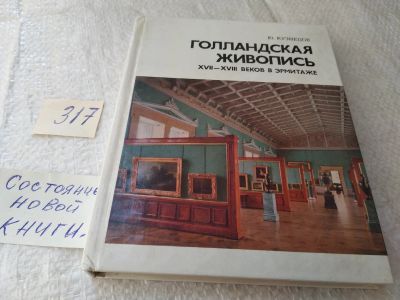 Ю. КУЗНЕЦОВ
ГОЛЛАНДСКАЯ
ЖИВОПИСЬ
XVII—XVIII ВЕКОВ В ЭРМИТАЖЕ
317
Состояние
новой
книги.